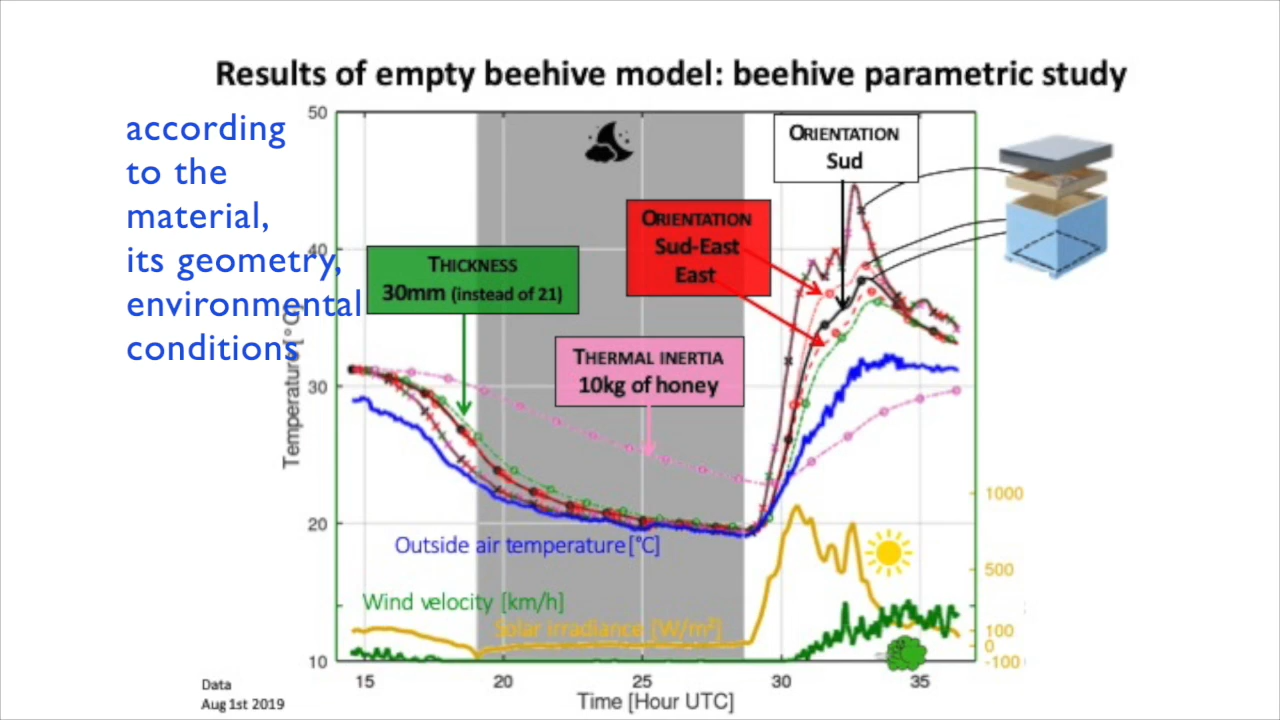 Results of empty beehive model: beehive parametric study
according
to the
material,
its geometry,
environmental
conditions
50
40
30
20
10
Temperature [°C]
ORIENTATION
Sud
ORIENTATION
Sud-East
East
THICKNESS
30mm (instead of 21)
THERMAL INERTIA
10kg of honey
Outside air temperature [°C]
Wind velocity [km/h]
Solar irradiance [W/m²]
1000
500
100
0
-100
15
20
25
30
35
Time [Hour UTC]
Data
Aug 1st 2019